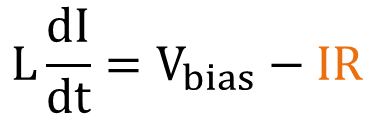 L dI/dt = V_bias − IR